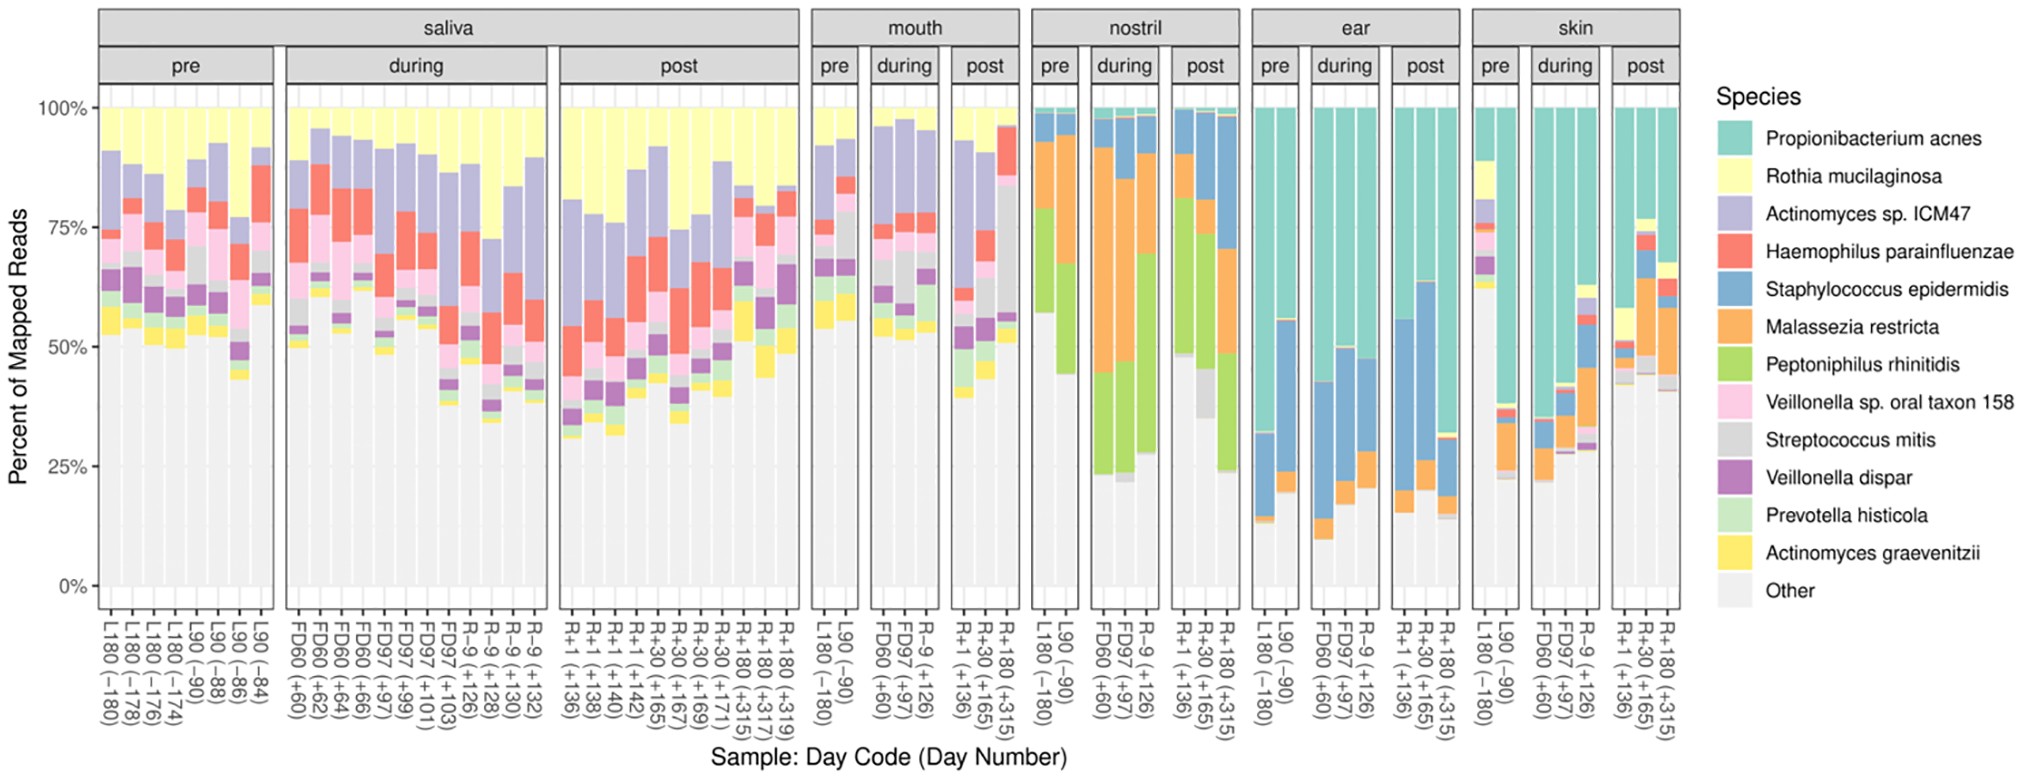 saliva mouth nostril ear skin
pre during post pre during post pre during post pre during post pre during post
Percent of Mapped Reads
100%
75%
50%
25%
0%
L180 (−180)
L180 (−178)
L180 (−176)
L180 (−174)
L90 (−90)
L90 (−88)
L90 (−86)
L90 (−84)
FD60 (+60)
FD60 (+62)
FD60 (+64)
FD60 (+66)
FD97 (+97)
FD97 (+99)
FD97 (+101)
FD97 (+103)
R−9 (+126)
R−9 (+128)
R−9 (+130)
R−9 (+132)
R+1 (+136)
R+1 (+138)
R+1 (+140)
R+1 (+142)
R+30 (+165)
R+30 (+167)
R+30 (+169)
R+30 (+171)
R+180 (+315)
R+180 (+317)
R+180 (+319)
L180 (−180)
L90 (−90)
FD60 (+60)
FD97 (+97)
R−9 (+126)
R+1 (+136)
R+30 (+165)
R+180 (+315)
L180 (−180)
L90 (−90)
FD60 (+60)
FD97 (+97)
R−9 (+126)
R+1 (+136)
R+30 (+165)
R+180 (+315)
L180 (−180)
L90 (−90)
FD60 (+60)
FD97 (+97)
R−9 (+126)
R+1 (+136)
R+30 (+165)
R+180 (+315)
L180 (−180)
L90 (−90)
FD60 (+60)
FD97 (+97)
R−9 (+126)
R+1 (+136)
R+30 (+165)
R+180 (+315)
Sample: Day Code (Day Number)
Species
Propionibacterium acnes
Rothia mucilaginosa
Actinomyces sp. ICM47
Haemophilus parainfluenzae
Staphylococcus epidermidis
Malassezia restricta
Peptoniphilus rhinitidis
Veillonella sp. oral taxon 158
Streptococcus mitis
Veillonella dispar
Prevotella histicola
Actinomyces graevenitzii
Other